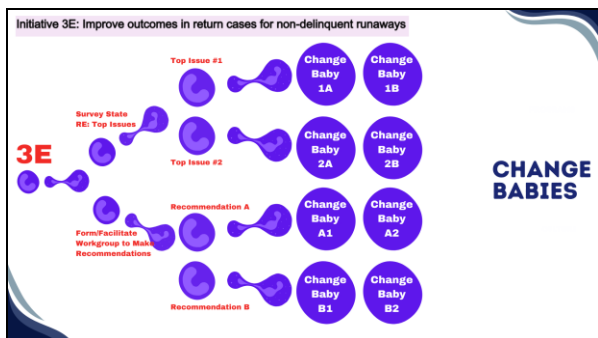 Initiative 3E: Improve outcomes in return cases for non-delinquent runaways
Top Issue #1
Change
Baby
1A
Change
Baby
1B
Survey State
RE: Top Issues
3E
Top Issue #2
Change
Baby
2A
Change
Baby
2B
CHANGE
BABIES
Form/Facilitate
Workgroup to Make
Recommendations
Recommendation A
Change
Baby
A1
Change
Baby
A2
Recommendation B
Change
Baby
B1
Change
Baby
B2